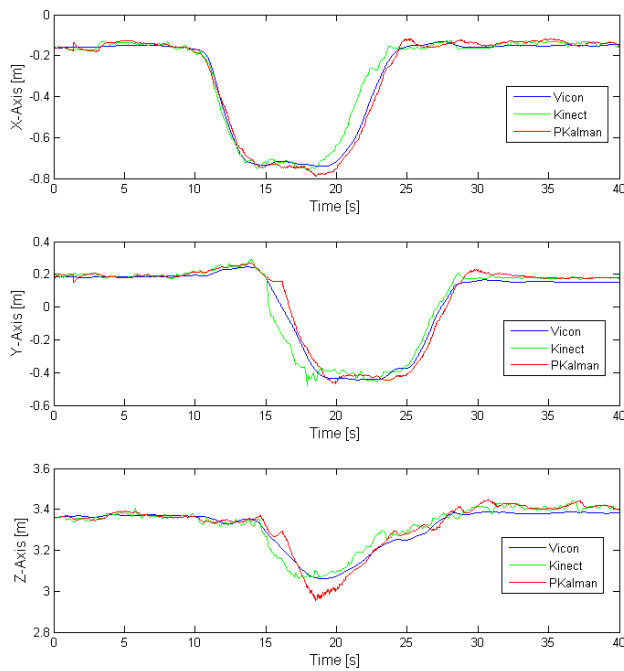 0
-0.2
-0.4
-0.6
-0.8
X-Axis [m]
Vicon
Kinect
PKalman
0 5 10 15 20 25 30 35 40
Time [s]
0.4
0.2
0
-0.2
-0.4
-0.6
Y-Axis [m]
Vicon
Kinect
PKalman
0 5 10 15 20 25 30 35 40
Time [s]
3.6
3.4
3.2
3
2.8
Z-Axis [m]
Vicon
Kinect
PKalman
0 5 10 15 20 25 30 35 40
Time [s]